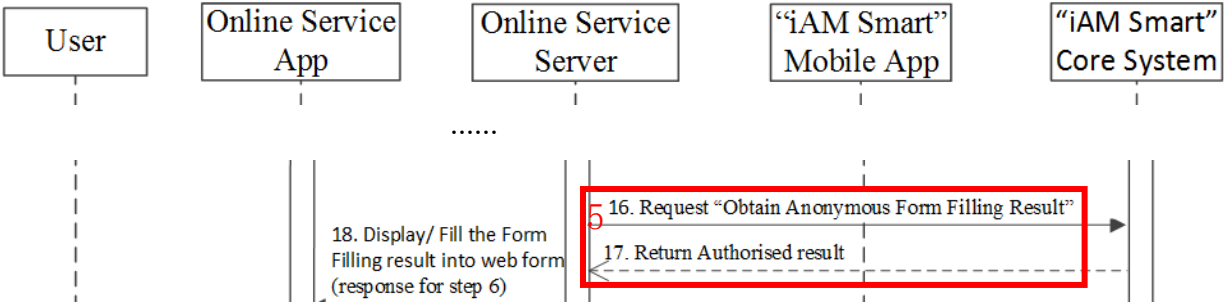 User
Online Service
App
Online Service
Server
“iAM Smart”
Mobile App
“iAM Smart”
Core System
......
5
16. Request “Obtain Anonymous Form Filling Result”
17. Return Authorised result
18. Display/ Fill the Form
Filling result into web form
(response for step 6)